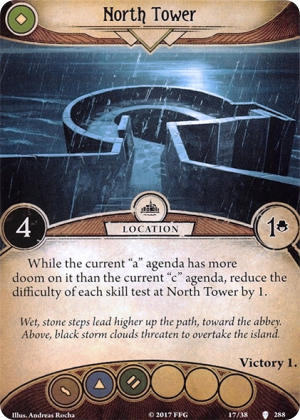 North Tower
4
LOCATION
1
While the current “a” agenda has more
doom on it than the current “c” agenda, reduce the
difficulty of each skill test at North Tower by 1.
Wet, stone steps lead higher up the path, toward the abbey.
Above, black storm clouds threaten to overtake the island.
Victory 1.
Illus. Andreas Rocha
© 2017 FFG
17/38
288